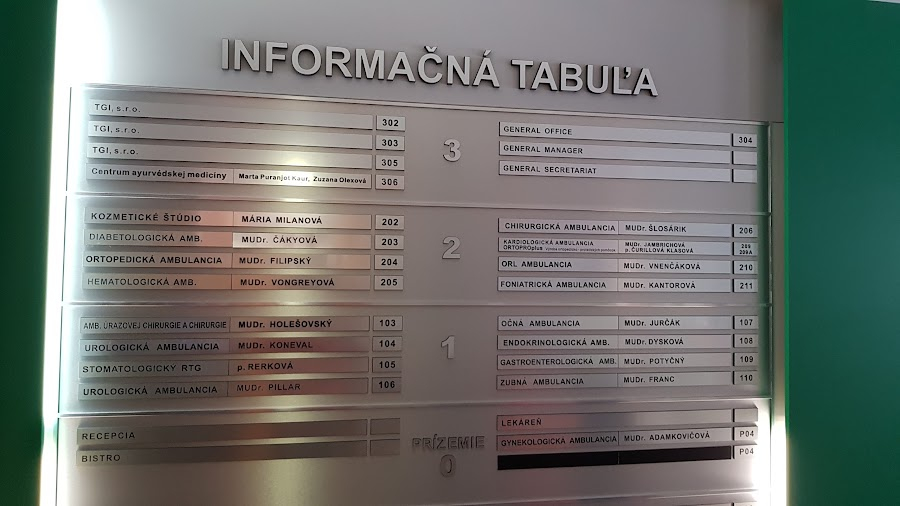 INFORMAČNÁ TABUĽA
TGI, s.r.o. 302
TGI, s.r.o. 303
TGI, s.r.o. 305
Centrum ayurvédskej medicíny Marta Puranjot Kaur, Zuzana Olexová 306
3
GENERAL OFFICE 304
GENERAL MANAGER
GENERAL SECRETARIAT
KOZMETICKÉ ŠTÚDIO MÁRIA MILANOVÁ 202
DIABETOLOGICKÁ AMB. MUDr. ČÁKYOVÁ 203
ORTOPEDICKÁ AMBULANCIA MUDr. FILIPSKÝ 204
HEMATOLOGICKÁ AMB. MUDr. VONGREYOVÁ 205
2
CHIRURGICKÁ AMBULANCIA MUDr. ŠLOSÁRIK 206
KARDIOLOGICKÁ AMBULANCIA MUDr. JAMBRICHOVÁ 209
ORTOPROplus p. ČURILLOVÁ KLASOVÁ 209A
ORL AMBULANCIA MUDr. VNENČÁKOVÁ 210
FONIATRICKÁ AMBULANCIA MUDr. KANTOROVÁ 211
AMB. ÚRAZOVEJ CHIRURGIE A CHIRURGIE MUDr. HOLEŠOVSKÝ 103
UROLOGICKÁ AMBULANCIA MUDr. KONEVAL 104
STOMATOLOGICKÝ RTG p. RERKOVÁ 105
UROLOGICKÁ AMBULANCIA MUDr. PILLAR 106
1
OČNÁ AMBULANCIA MUDr. JURČÁK 107
ENDOKRINOLOGICKÁ AMB. MUDr. DYSKOVÁ 108
GASTROENTEROLOGICKÁ AMB. MUDr. POTYČNÝ 109
ZUBNÁ AMBULANCIA MUDr. FRANC 110
RECEPCIA
BISTRO
PRÍZEMIE
0
LEKÁREŇ
GYNEKOLOGICKÁ AMBULANCIA MUDr. ADAMKOVIČOVÁ P04
P04